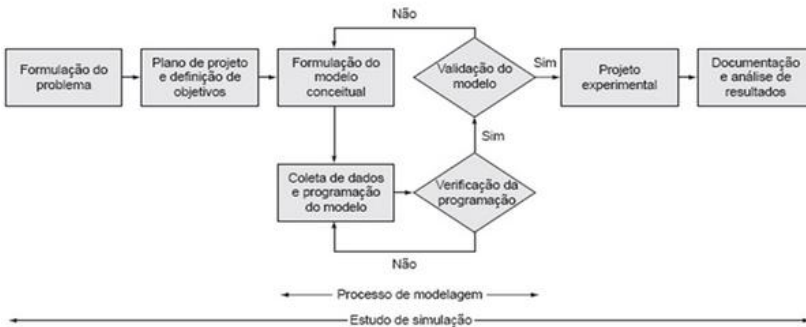 Não
Formulação do
problema
Plano de projeto
e definição de
objetivos
Formulação do
modelo
conceitual
Validação do
modelo
Sim
Projeto
experimental
Documentação
e análise de
resultados
Sim
Coleta de dados
e programação
do modelo
Verificação da
programação
Não
Processo de modelagem
Estudo de simulação